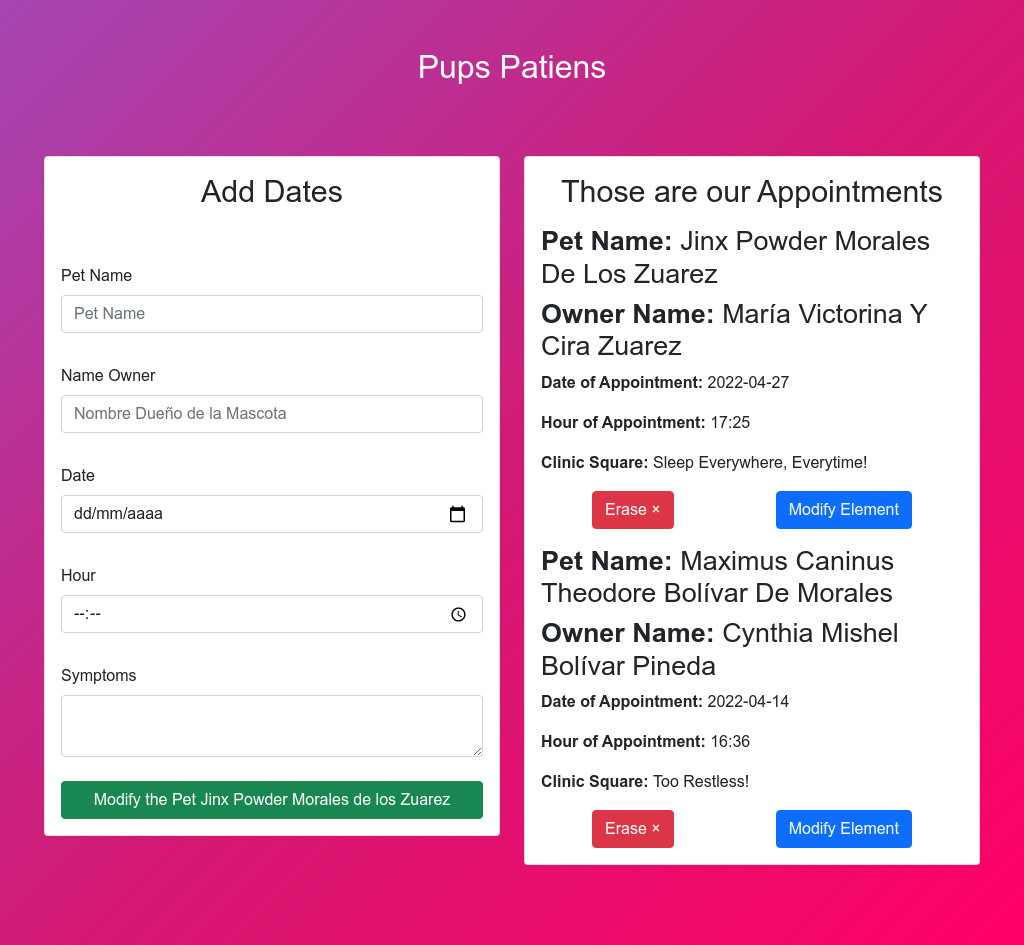 Pups Patiens
Add Dates
Pet Name
Pet Name
Name Owner
Nombre Dueño de la Mascota
Date
dd/mm/aaaa
Hour
--:--
Symptoms
Modify the Pet Jinx Powder Morales de los Zuarez
Those are our Appointments
Pet Name: Jinx Powder Morales
De Los Zuarez
Owner Name: María Victorina Y
Cira Zuarez
Date of Appointment: 2022-04-27
Hour of Appointment: 17:25
Clinic Square: Sleep Everywhere, Everytime!
Erase × Modify Element
Pet Name: Maximus Caninus
Theodore Bolívar De Morales
Owner Name: Cynthia Mishel
Bolívar Pineda
Date of Appointment: 2022-04-14
Hour of Appointment: 16:36
Clinic Square: Too Restless!
Erase × Modify Element